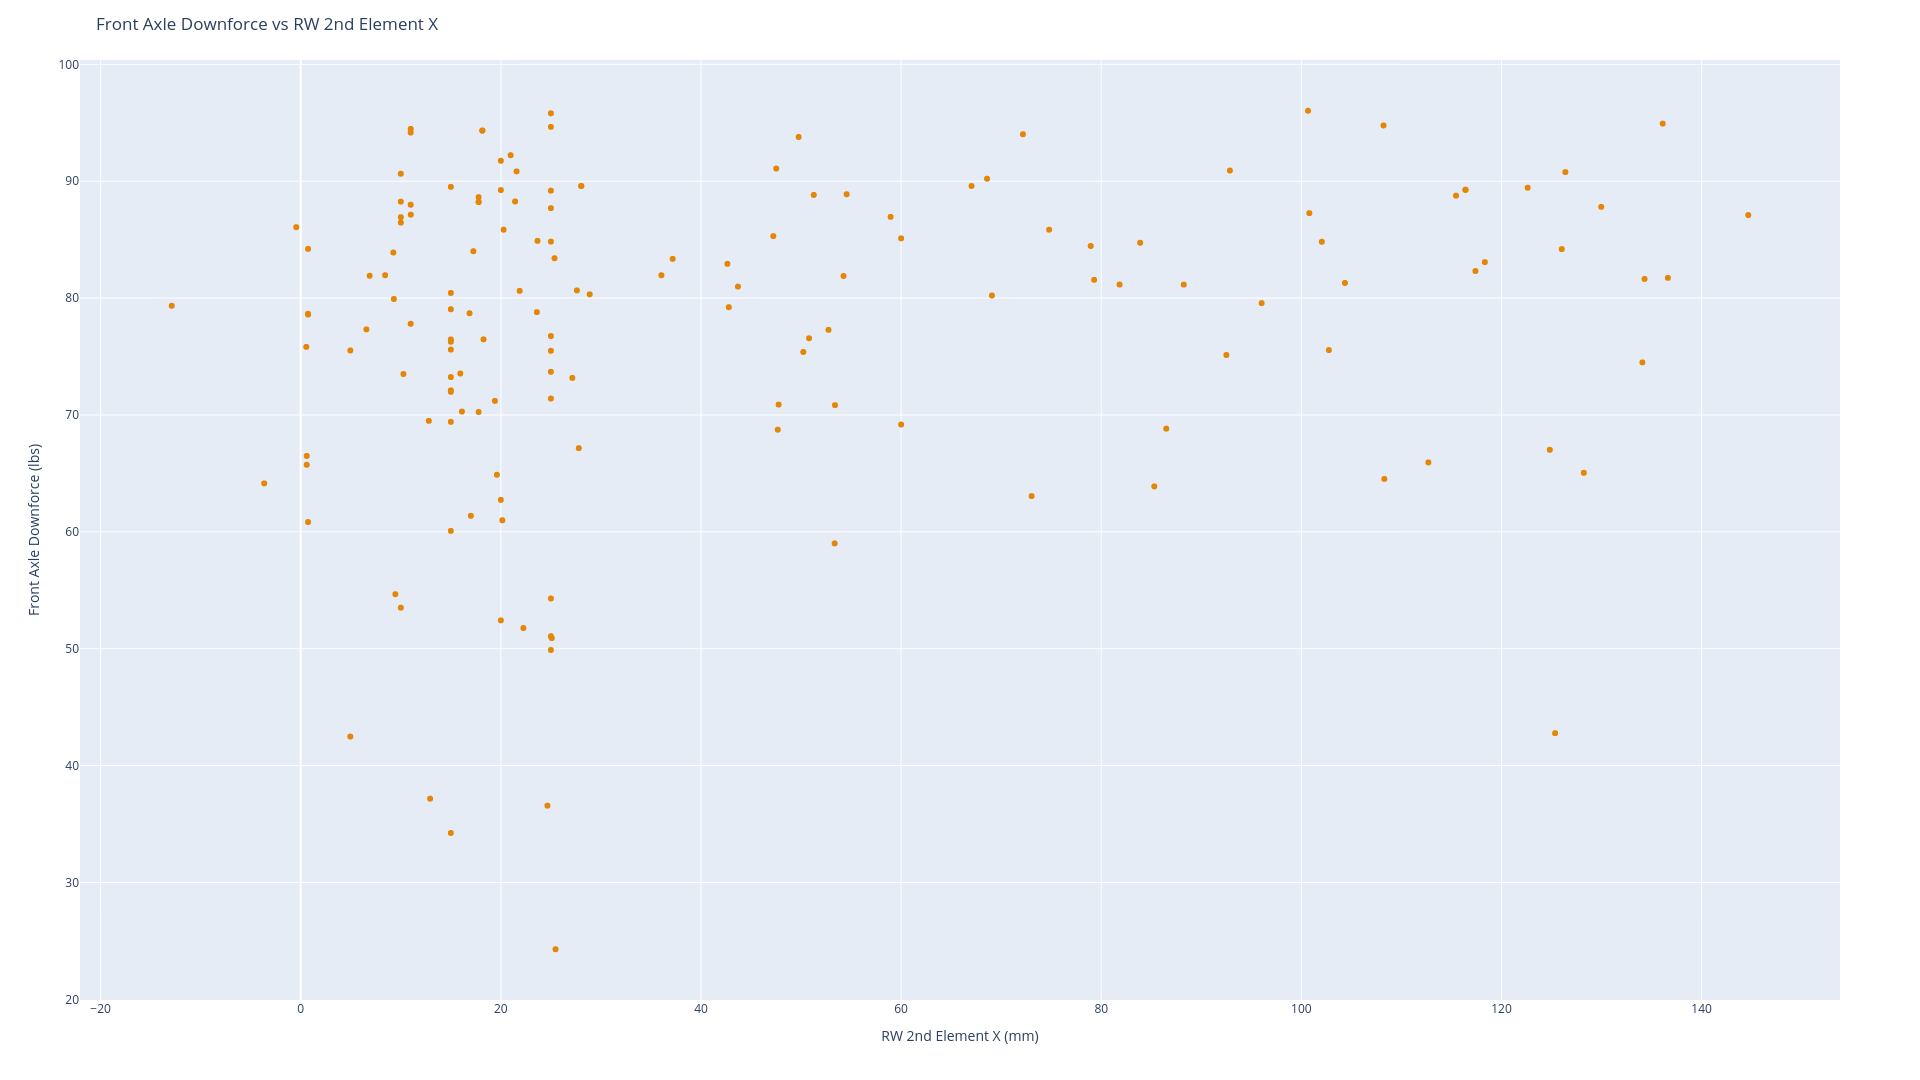 Front Axle Downforce vs RW 2nd Element X
100
90
80
70
60
50
40
30
20
Front Axle Downforce (lbs)
−20 0 20 40 60 80 100 120 140
RW 2nd Element X (mm)